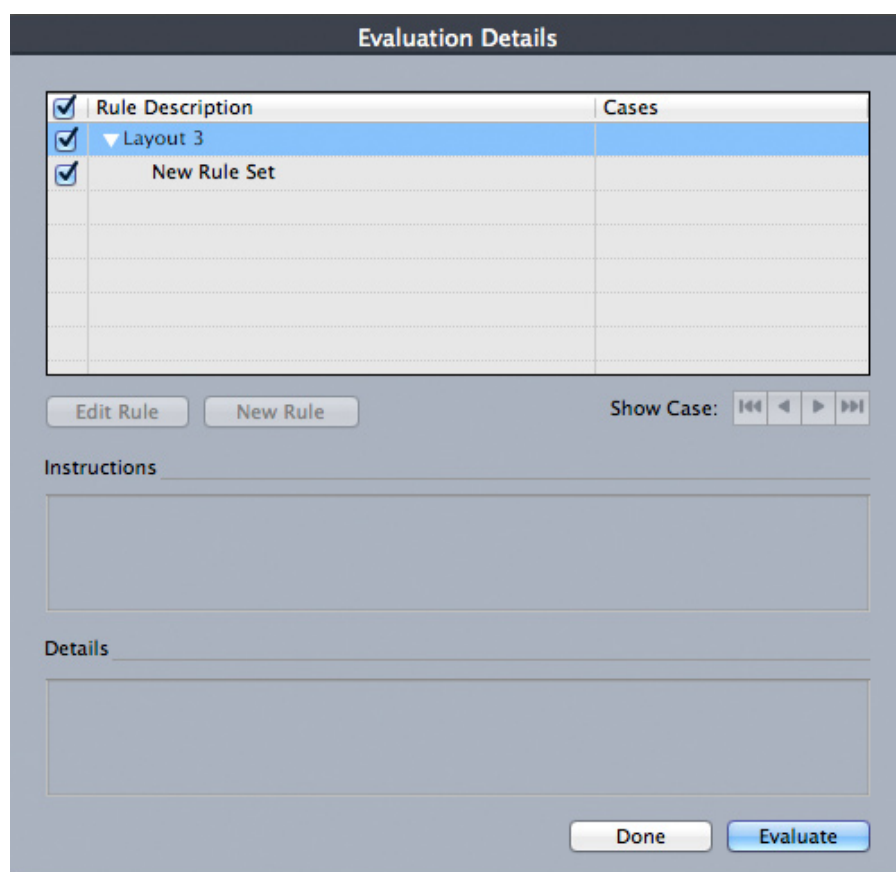 Evaluation Details
Rule Description Cases
Layout 3
New Rule Set
Edit Rule New Rule Show Case:
Instructions
Details
Done Evaluate